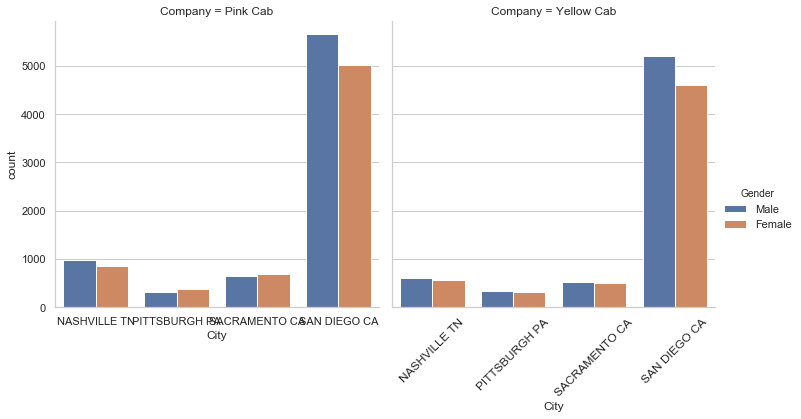 Company = Pink Cab
Company = Yellow Cab
count
5000
4000
3000
2000
1000
0
NASHVILLE TN
PITTSBURGH PA
SACRAMENTO CA
SAN DIEGO CA
City
NASHVILLE TN
PITTSBURGH PA
SACRAMENTO CA
SAN DIEGO CA
City
Gender
Male
Female